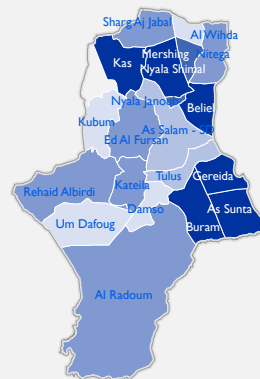 Sharg Aj Jabal
Al Wihda
Nitega
Mershing
Kas
Nyala Shimal
Nyala Janoub
Beliel
Kubum
As Salam - SD
Ed Al Fursan
Rehaid Albirdi
Kateila
Tulus
Gereida
Damso
As Sunta
Um Dafoug
Buram
Al Radoum